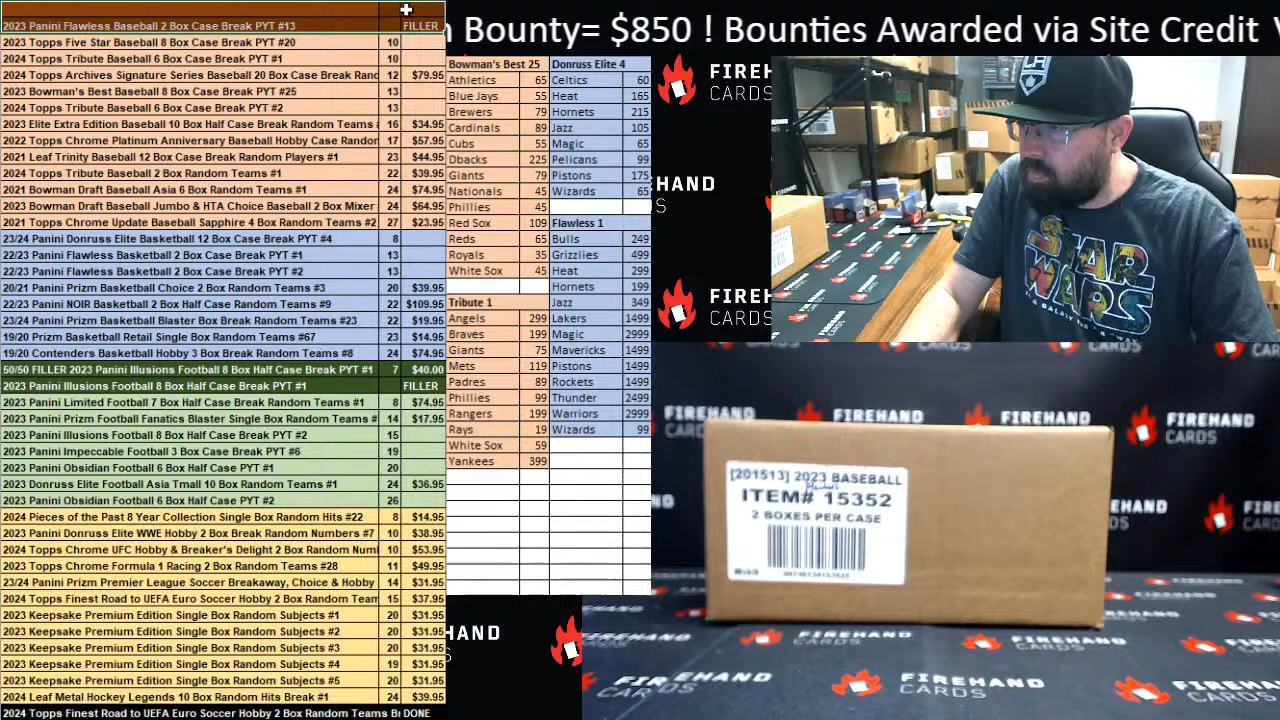 n Bounty= $850 ! Bounties Awarded via Site Credit
2023 Panini Flawless Baseball 2 Box Case Break PYT #13 FILLER
2023 Topps Five Star Baseball 8 Box Case Break PYT #20 10
2024 Topps Tribute Baseball 6 Box Case Break PYT #1 10
2024 Topps Archives Signature Series Baseball 20 Box Case Break Ranc 12 $79.95
2023 Bowman's Best Baseball 8 Box Case Break PYT #25 13
2024 Topps Tribute Baseball 6 Box Case Break PYT #2 13
2023 Elite Extra Edition Baseball 10 Box Half Case Break Random Teams 16 $34.95
2022 Topps Chrome Platinum Anniversary Baseball Hobby Case Randor 17 $57.95
2021 Leaf Trinity Baseball 12 Box Case Break Random Players #1 23 $44.95
2024 Topps Tribute Baseball 2 Box Random Teams #1 22 $39.95
2021 Bowman Draft Baseball Asia 6 Box Random Teams #1 24 $74.95
2023 Bowman Draft Baseball Jumbo & HTA Choice Baseball 2 Box Mixer 24 $64.95
2021 Topps Chrome Update Baseball Sapphire 4 Box Random Teams #2 27 $23.95
23/24 Panini Donruss Elite Basketball 12 Box Case Break PYT #4 8
22/23 Panini Flawless Basketball 2 Box Case Break PYT #1 13
22/23 Panini Flawless Basketball 2 Box Case Break PYT #2 13
20/21 Panini Prizm Basketball Choice 2 Box Random Teams #3 20 $39.95
22/23 Panini NOIR Basketball 2 Box Half Case Random Teams #9 22 $109.95
23/24 Panini Prizm Basketball Blaster Box Break Random Teams #23 22 $19.95
19/20 Prizm Basketball Retail Single Box Random Teams #67 23 $14.95
19/20 Contenders Basketball Hobby 3 Box Break Random Teams #8 24 $74.95
50/50 FILLER 2023 Panini Illusions Football 8 Box Half Case Break PYT #1 7 $40.00
2023 Panini Illusions Football 8 Box Half Case Break PYT #1 FILLER
2023 Panini Limited Football 7 Box Half Case Break Random Teams #1 8 $74.95
2023 Panini Prizm Football Fanatics Blaster Single Box Random Teams # 14 $17.95
2023 Panini Illusions Football 8 Box Half Case Break PYT #2 15
2023 Panini Impeccable Football 3 Box Case Break PYT #6 19
2023 Panini Obsidian Football 6 Box Half Case PYT #1 20
2023 Donruss Elite Football Asia Tmall 10 Box Random Teams #1 24 $36.95
2023 Panini Obsidian Football 6 Box Half Case PYT #2 26
2024 Pieces of the Past 8 Year Collection Single Box Random Hits #22 8 $14.95
2023 Panini Donruss Elite WWE Hobby 2 Box Break Random Numbers #7 10 $38.95
2024 Topps Chrome UFC Hobby & Breaker's Delight 2 Box Random Numl 10 $53.95
2023 Topps Chrome Formula 1 Racing 2 Box Random Teams #28 11 $49.95
23/24 Panini Prizm Premier League Soccer Breakaway, Choice & Hobby 14 $31.95
2024 Topps Finest Road to UEFA Euro Soccer Hobby 2 Box Random Team 15 $37.95
2023 Keepsake Premium Edition Single Box Random Subjects #1 20 $31.95
2023 Keepsake Premium Edition Single Box Random Subjects #2 20 $31.95
2023 Keepsake Premium Edition Single Box Random Subjects #3 20 $31.95
2023 Keepsake Premium Edition Single Box Random Subjects #4 19 $31.95
2023 Keepsake Premium Edition Single Box Random Subjects #5 20 $31.95
2024 Leaf Metal Hockey Legends 10 Box Random Hits Break #1 24 $39.95
2024 Topps Finest Road to UEFA Euro Soccer Hobby 2 Box Random Teams Br DONE
Bowman's Best 25
Athletics 65
Blue Jays 55
Brewers 79
Cardinals 89
Cubs 55
Dbacks 225
Giants 79
Nationals 45
Phillies 45
Red Sox 109
Reds 65
Royals 35
White Sox 45
Tribute 1
Angels 299
Braves 199
Giants 75
Mets 119
Padres 89
Phillies 99
Rangers 199
Rays 19
White Sox 59
Yankees 399
Donruss Elite 4
Celtics 60
Heat 165
Hornets 215
Jazz 105
Magic 65
Pelicans 99
Pistons 175
Wizards 65
Flawless 1
Bulls 249
Grizzlies 499
Heat 299
Hornets 199
Jazz 349
Lakers 1499
Magic 2999
Mavericks 1499
Pistons 1499
Rockets 1499
Thunder 2499
Warriors 2999
Wizards 99
FIREH
CARDS
HAND
FIREH
CARDS
HAND
STAR
WARS
[201513] 2023 BASEBALL
ITEM# 15352
2 BOXES PER CASE
FIREHAND
CARDS
FIREHAND
CARDS
FIREHAND
CARDS